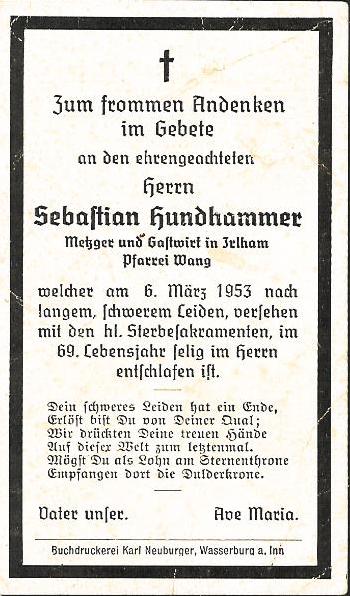 Zum frommen Andenken
im Gebete
an den ehrengeachteten
Herrn
Sebastian Hundhammer
Metzger und Gastwirt in Irlham
Pfarrei Wang
welcher am 6. März 1953 nach
langem, schwerem Leiden, versehen
mit den hl. Sterbesakramenten, im
69. Lebensjahr selig im Herrn
entschlafen ist.
Dein schweres Leiden hat ein Ende,
Erlöst bist Du von Deiner Qual;
Wir drückten Deine treuen Hände
Auf dieser Welt zum letztenmal.
Mögst Du als Lohn am Sternenthrone
Empfangen dort die Dulderkrone.
Vater unser. Ave Maria.
Buchdruckerei Karl Neuburger, Wasserburg a. Inn